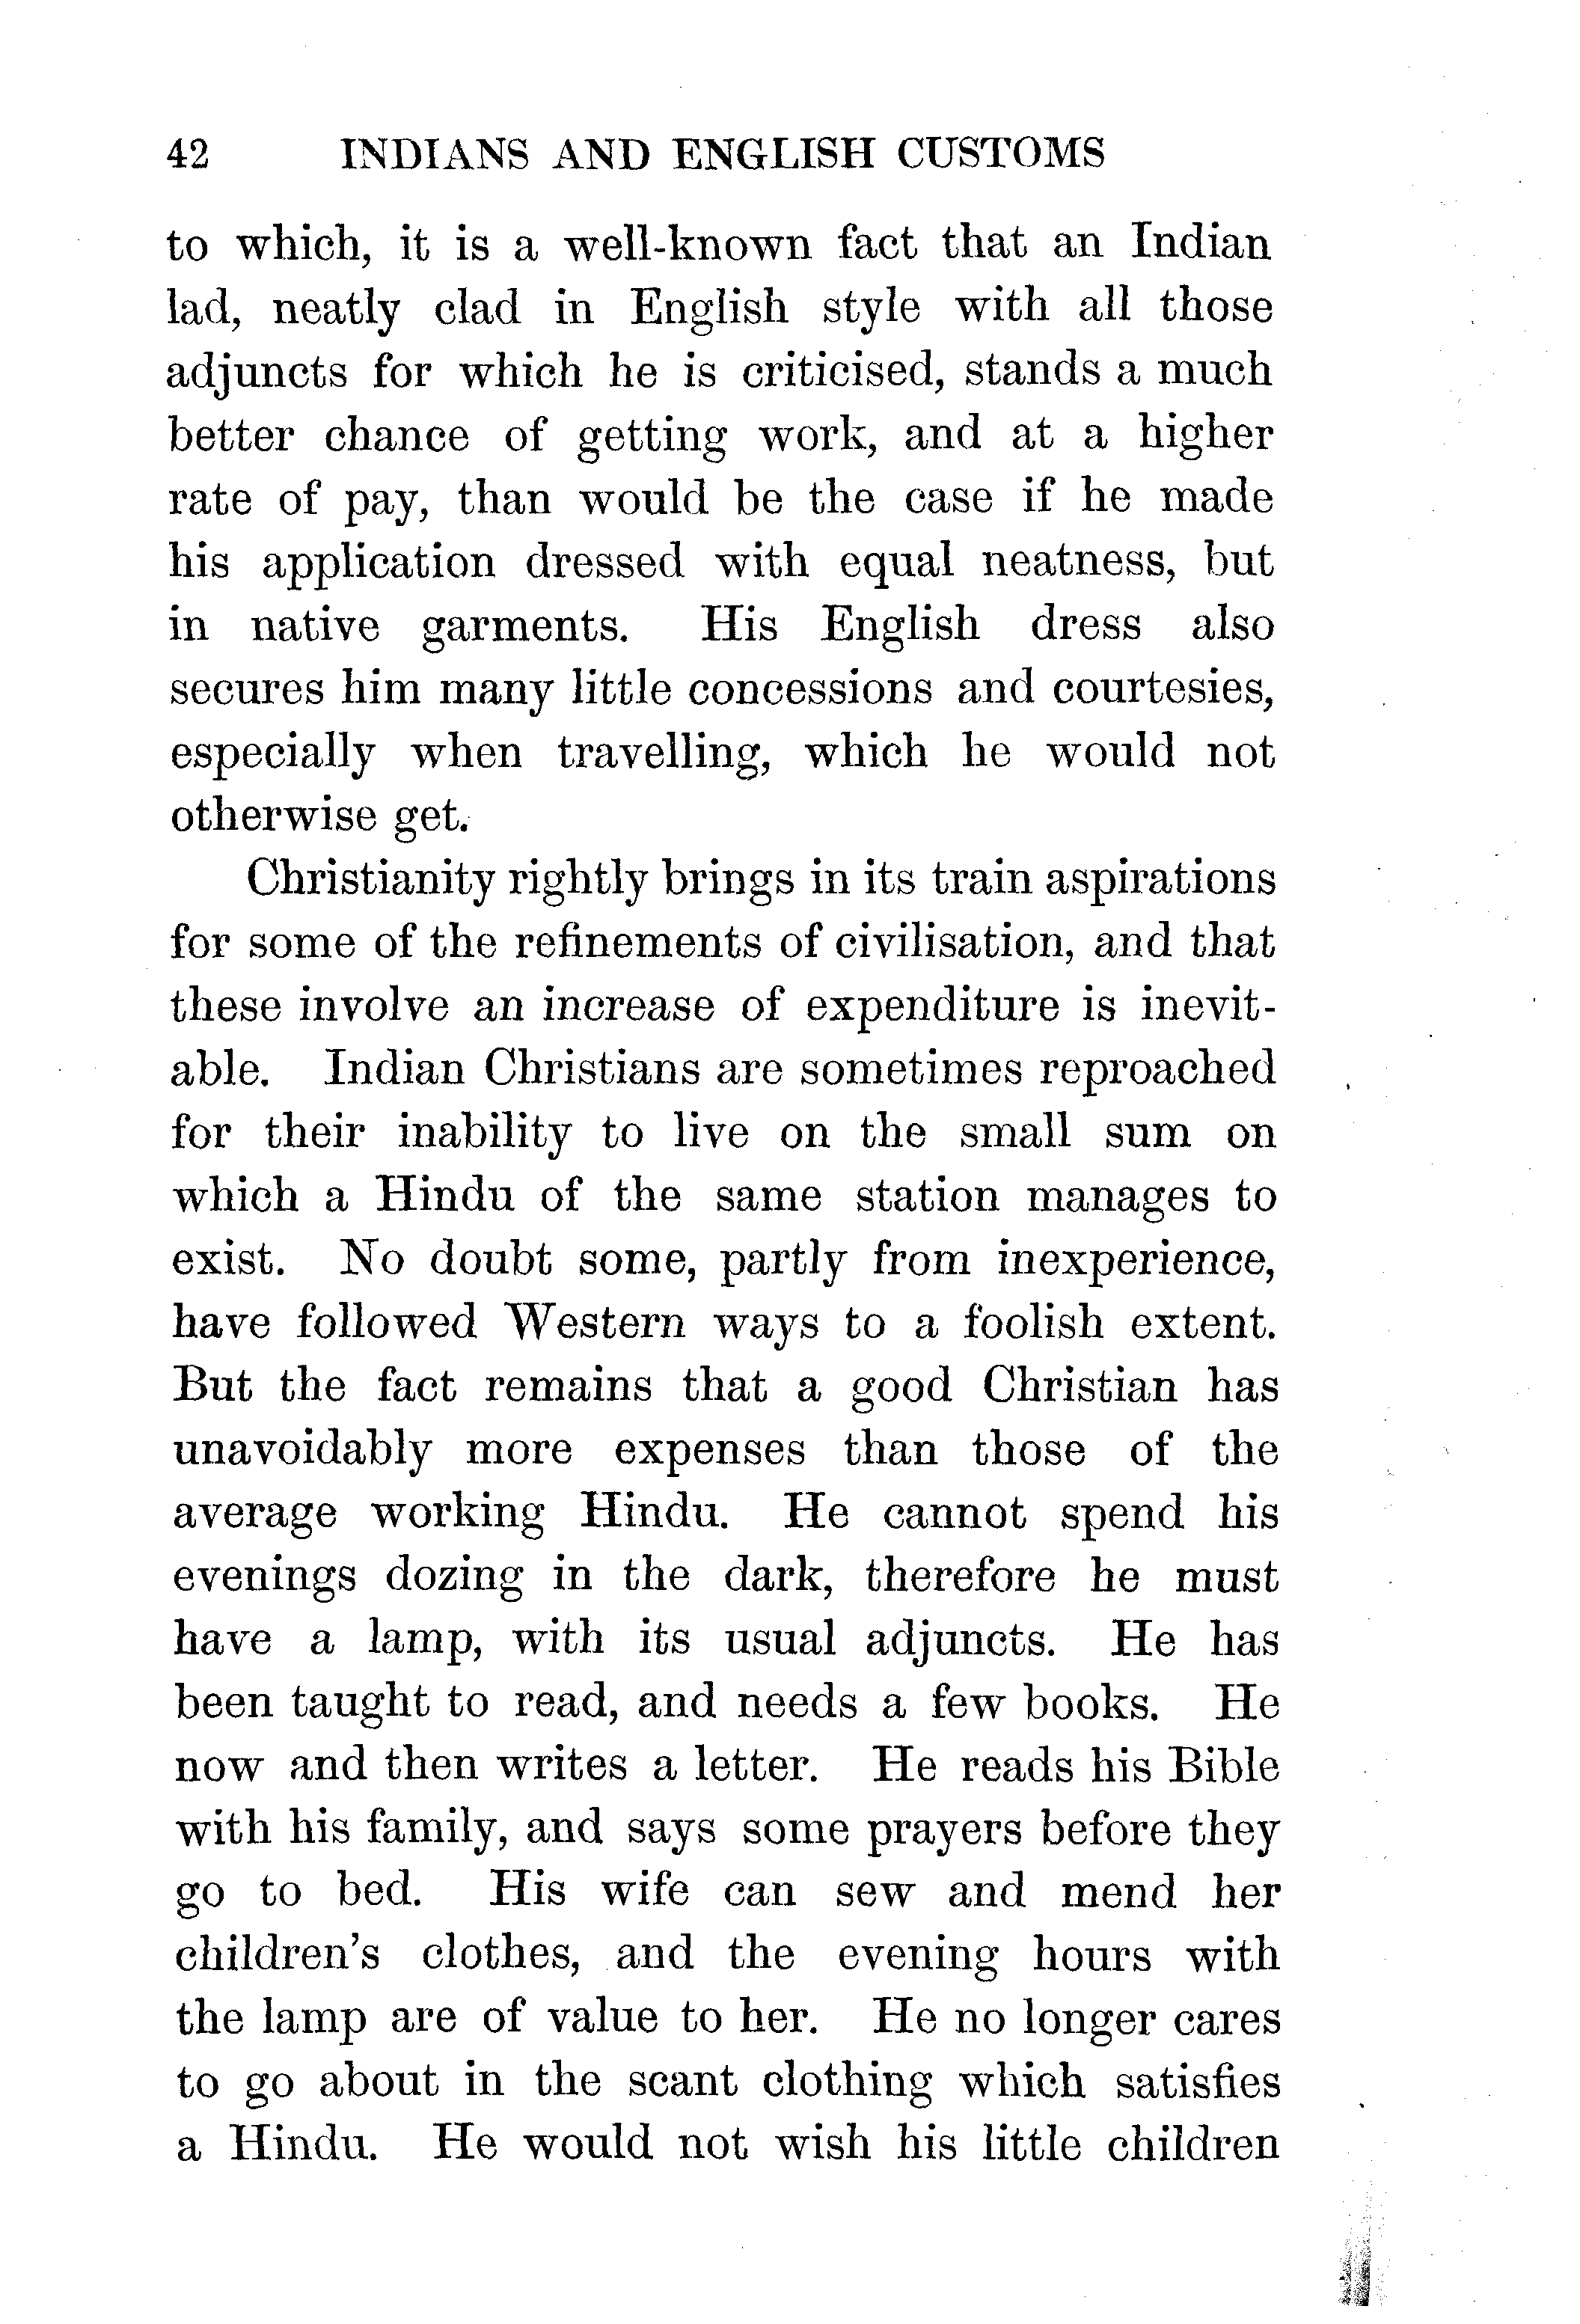 42 INDIANS AND ENGLISH CUSTOMS
to which, it is a well-known fact that an Indian
lad, neatly clad in English style with all those
adjuncts for which he is criticised, stands a much
better chance of getting work, and at a higher
rate of pay, than would be the case if he made
his application dressed with equal neatness, but
in native garments. His English dress also
secures him many little concessions and courtesies,
especially when travelling, which he would not
otherwise get.
Christianity rightly brings in its train aspirations
for some of the refinements of civilisation, and that
these involve an increase of expenditure is inevit-
able. Indian Christians are sometimes reproached
for their inability to live on the small sum on
which a Hindu of the same station manages to
exist. No doubt some, partly from inexperience,
have followed Western ways to a foolish extent.
But the fact remains that a good Christian has
unavoidably more expenses than those of the
average working Hindu. He cannot spend his
evenings dozing in the dark, therefore he must
have a lamp, with its usual adjuncts. He has
been taught to read, and needs a few books. He
now and then writes a letter. He reads his Bible
with his family, and says some prayers before they
go to bed. His wife can sew and mend her
children's clothes, and the evening hours with
the lamp are of value to her. He no longer cares
to go about in the scant clothing which satisfies
a Hindu. He would not wish his little children